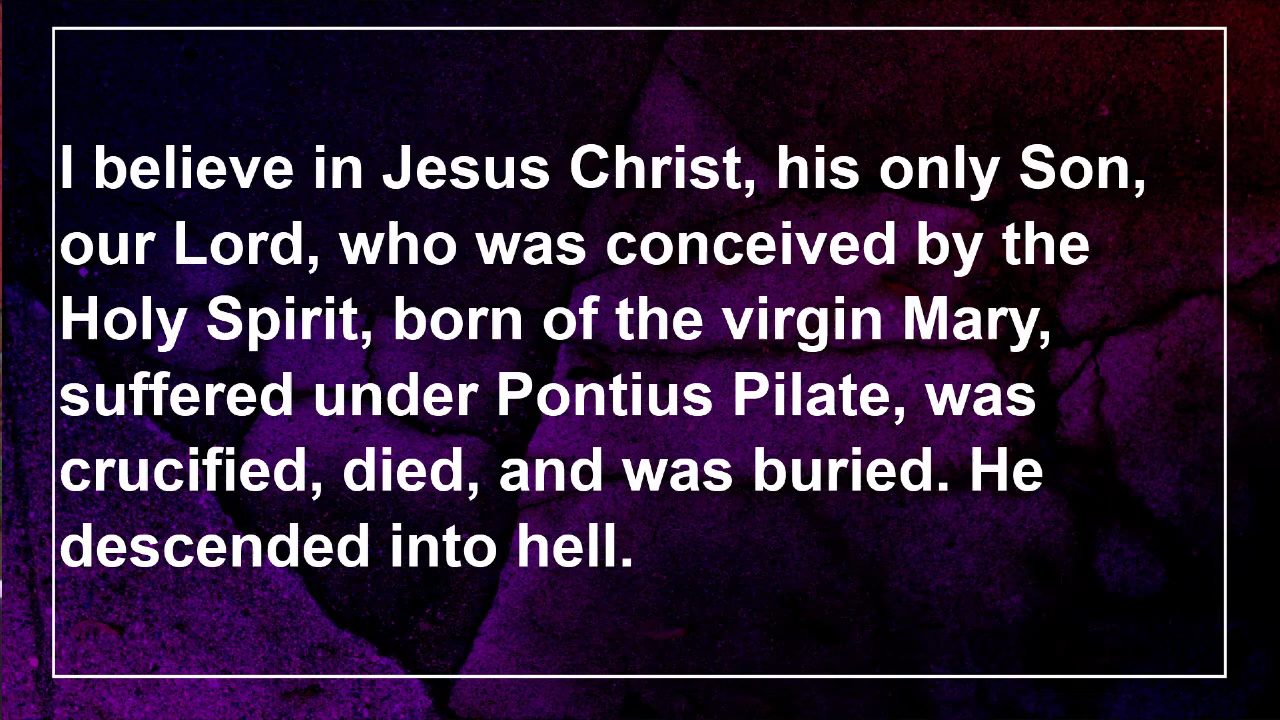 I believe in Jesus Christ, his only Son,
our Lord, who was conceived by the
Holy Spirit, born of the virgin Mary,
suffered under Pontius Pilate, was
crucified, died, and was buried. He
descended into hell.